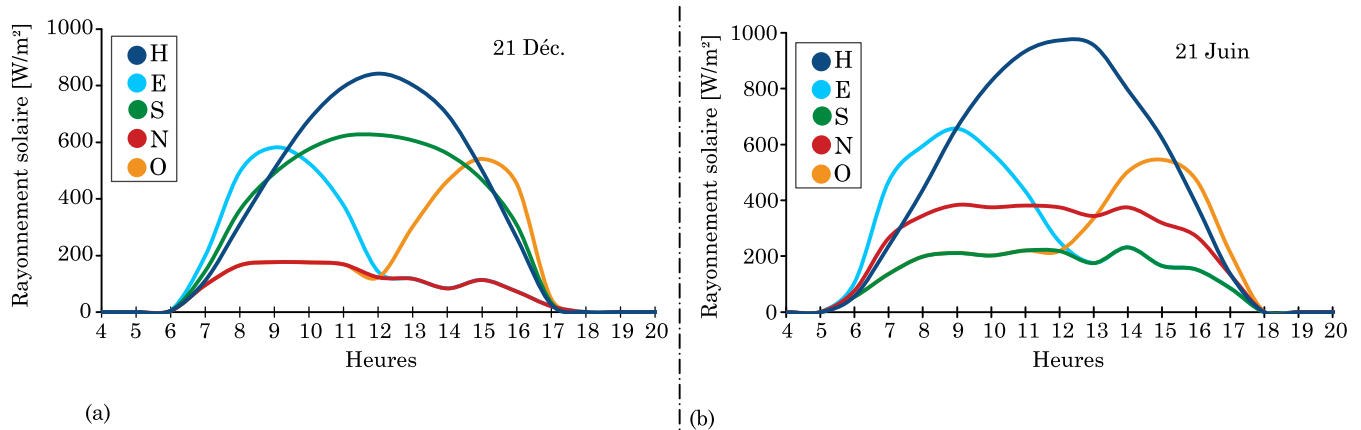 Rayonnement solaire [W/m²]
1000
800
600
400
200
0
H
E
S
N
O
21 Déc.
4 5 6 7 8 9 10 11 12 13 14 15 16 17 18 19 20
Heures
(a)
Rayonnement solaire [W/m²]
1000
800
600
400
200
0
H
E
S
N
O
21 Juin
4 5 6 7 8 9 10 11 12 13 14 15 16 17 18 19 20
Heures
(b)